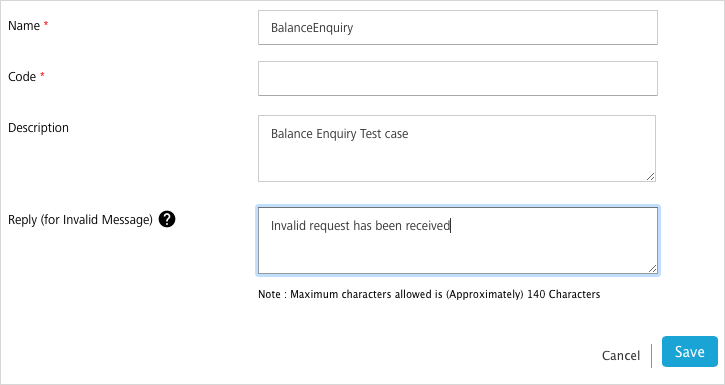 Name *
BalanceEnquiry
Code *
Description
Balance Enquiry Test case
Reply (for Invalid Message) ?
Invalid request has been received
Note : Maximum characters allowed is (Approximately) 140 Characters
Cancel
Save